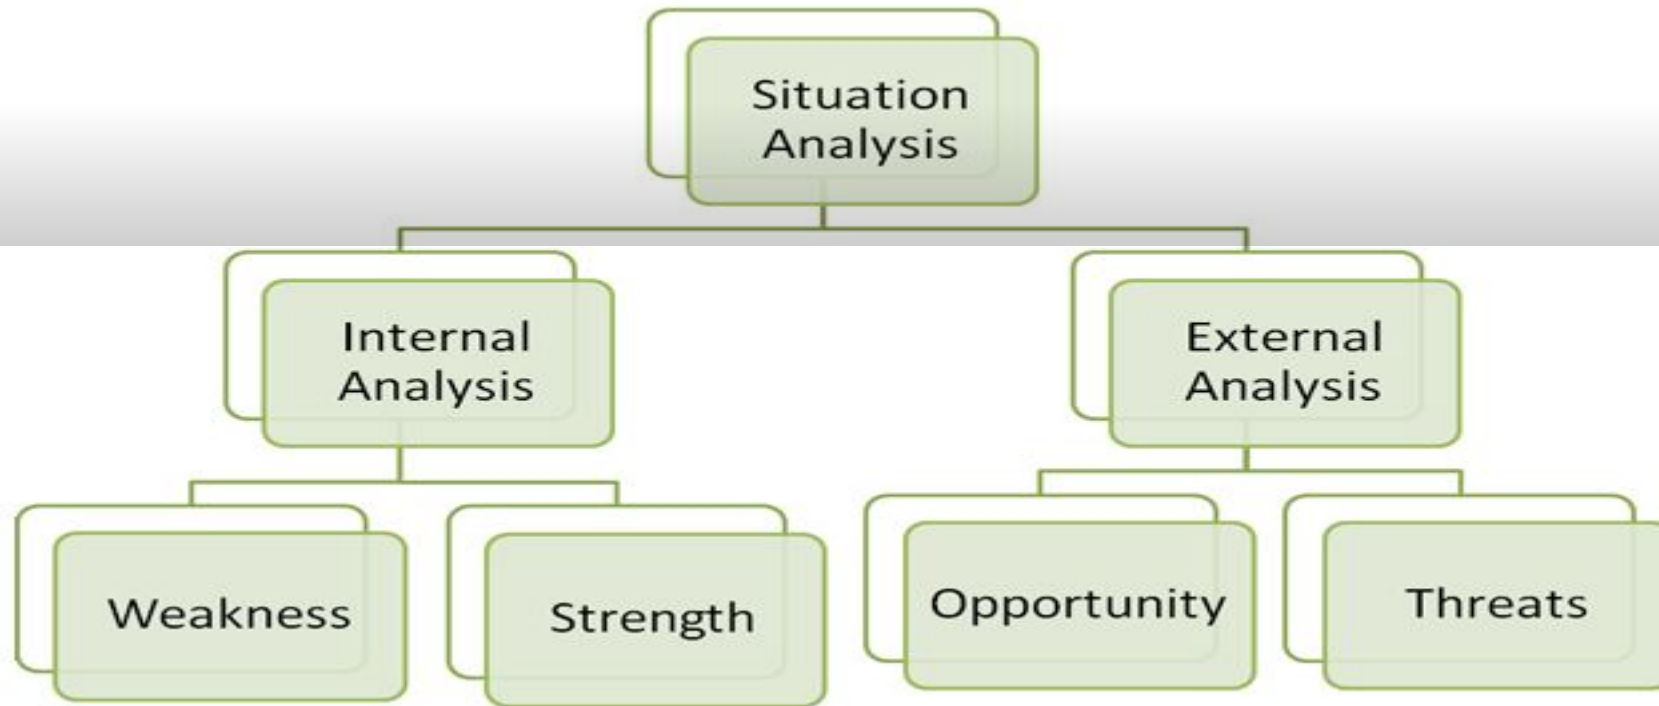 Situation
Analysis
Internal
Analysis
External
Analysis
Weakness
Strength
Opportunity
Threats